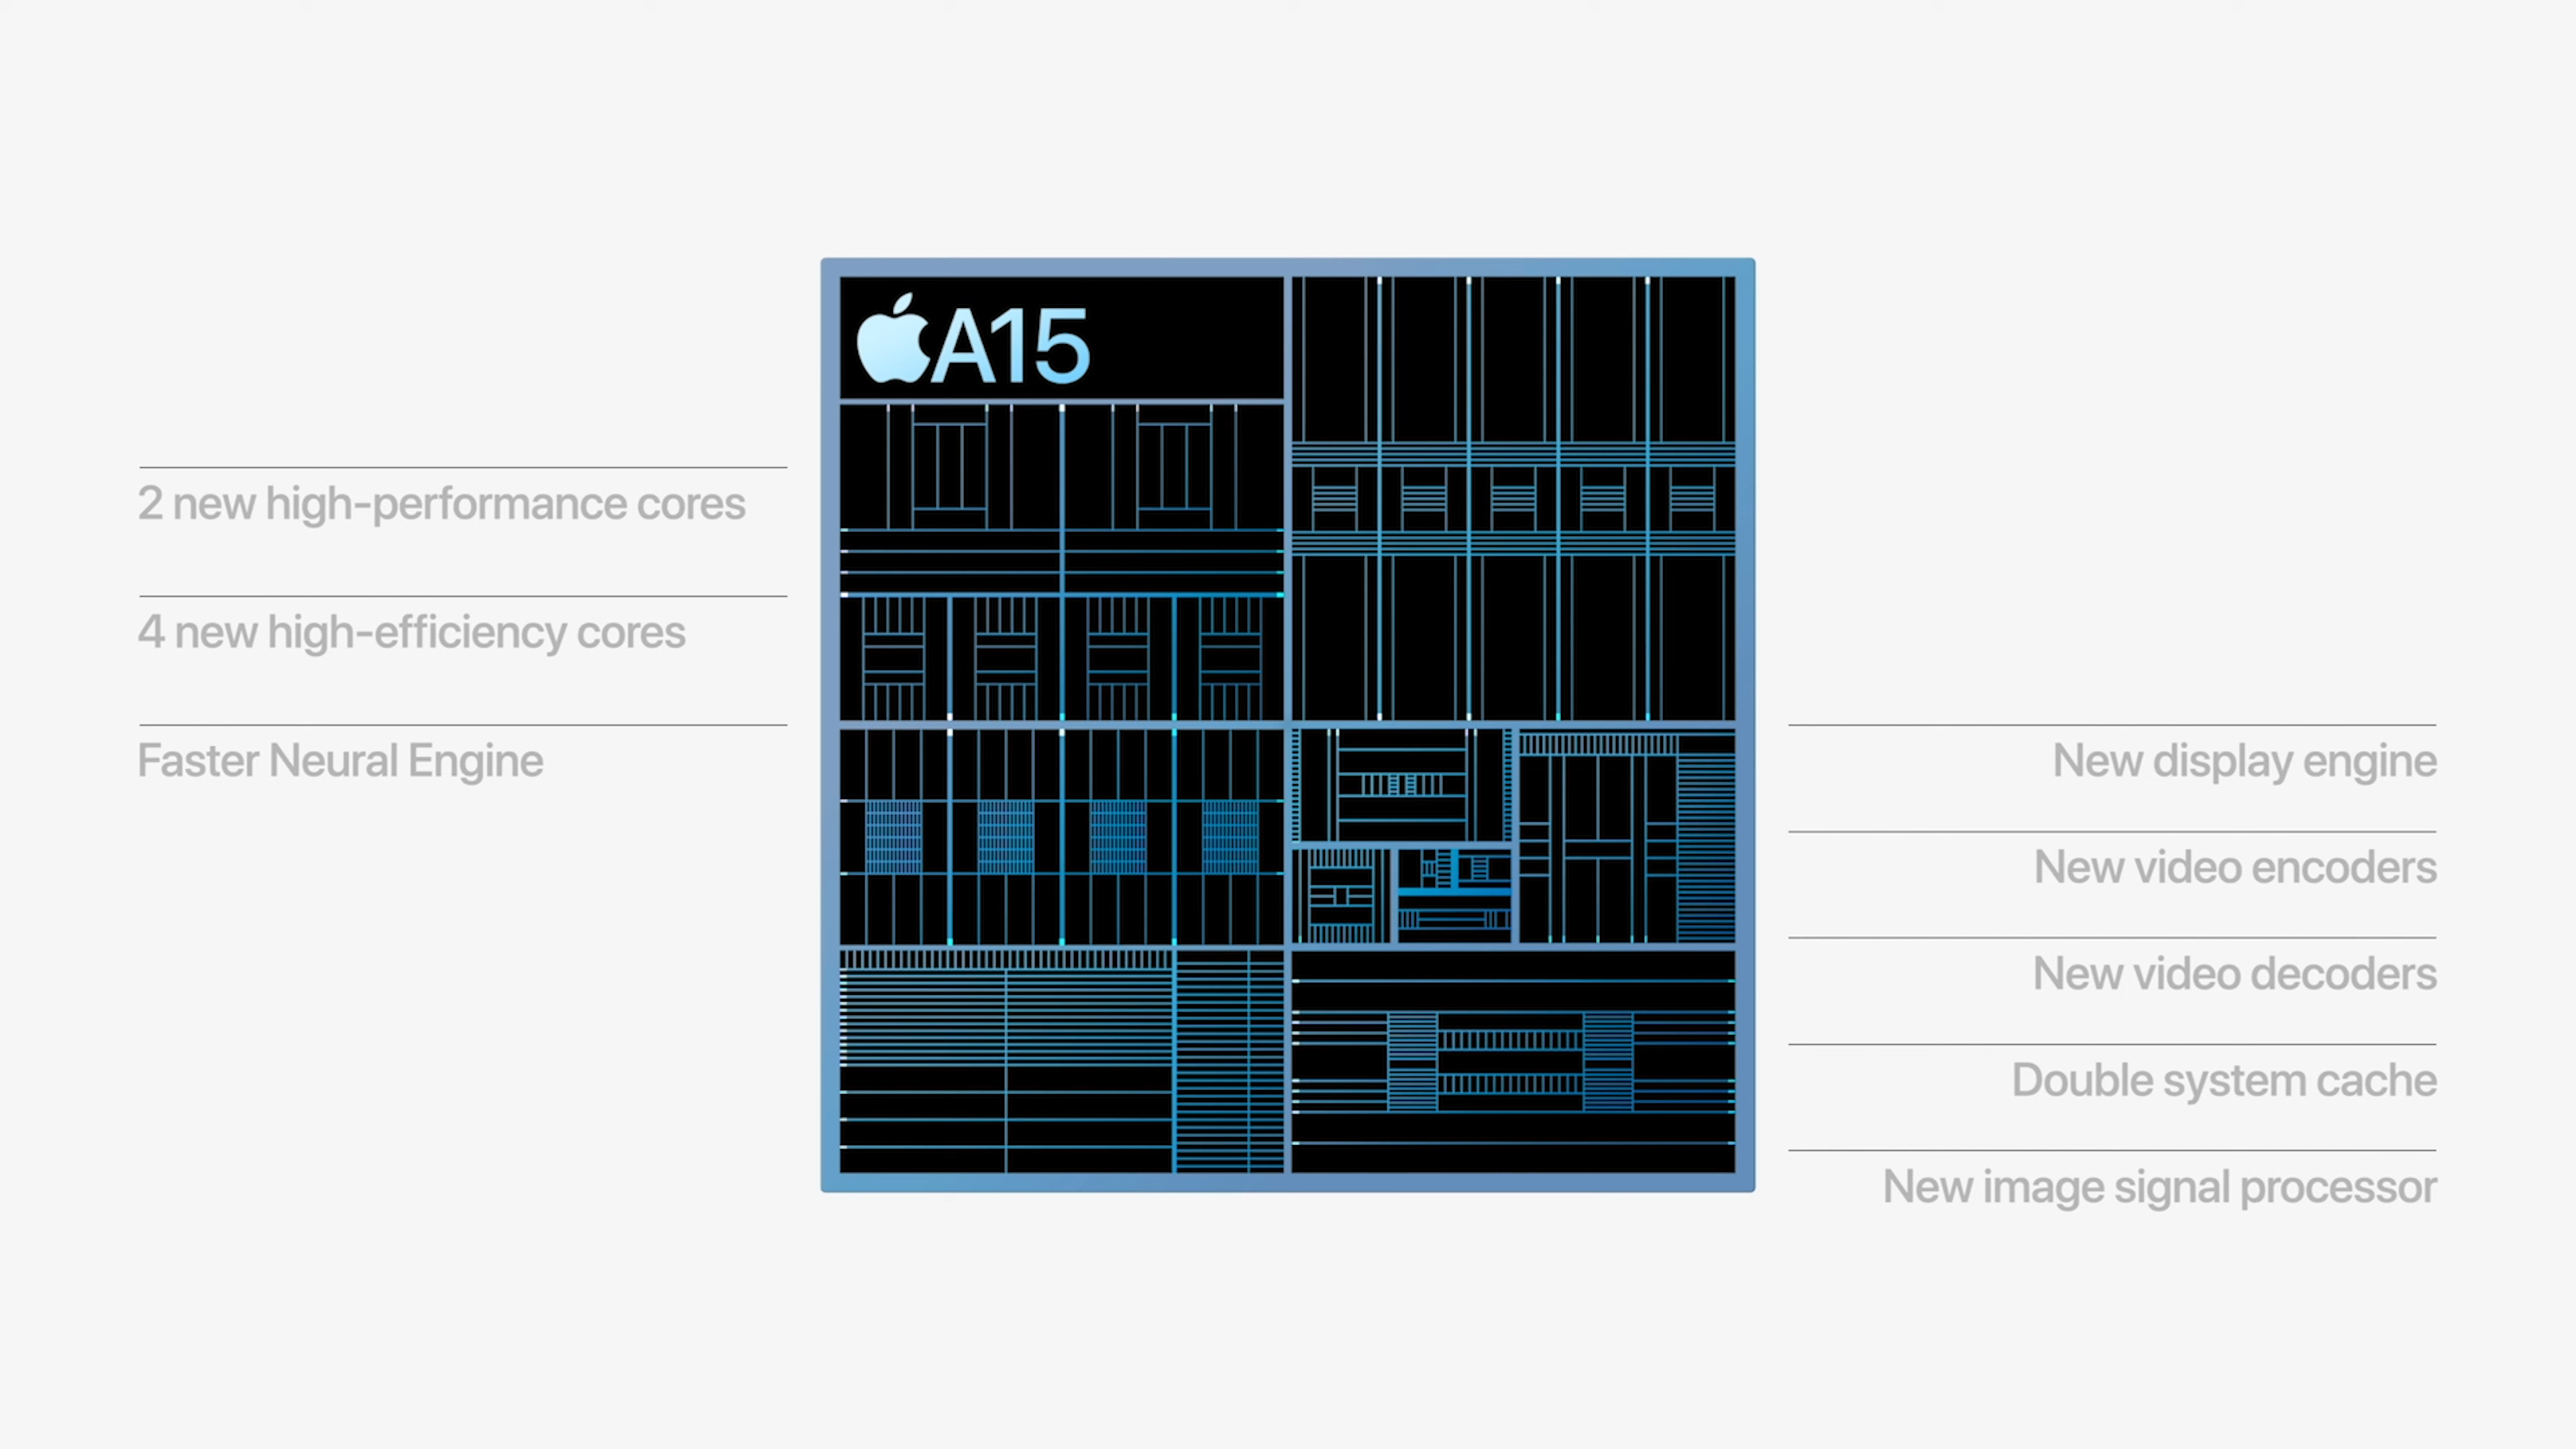 A15
2 new high-performance cores
4 new high-efficiency cores
Faster Neural Engine
New display engine
New video encoders
New video decoders
Double system cache
New image signal processor